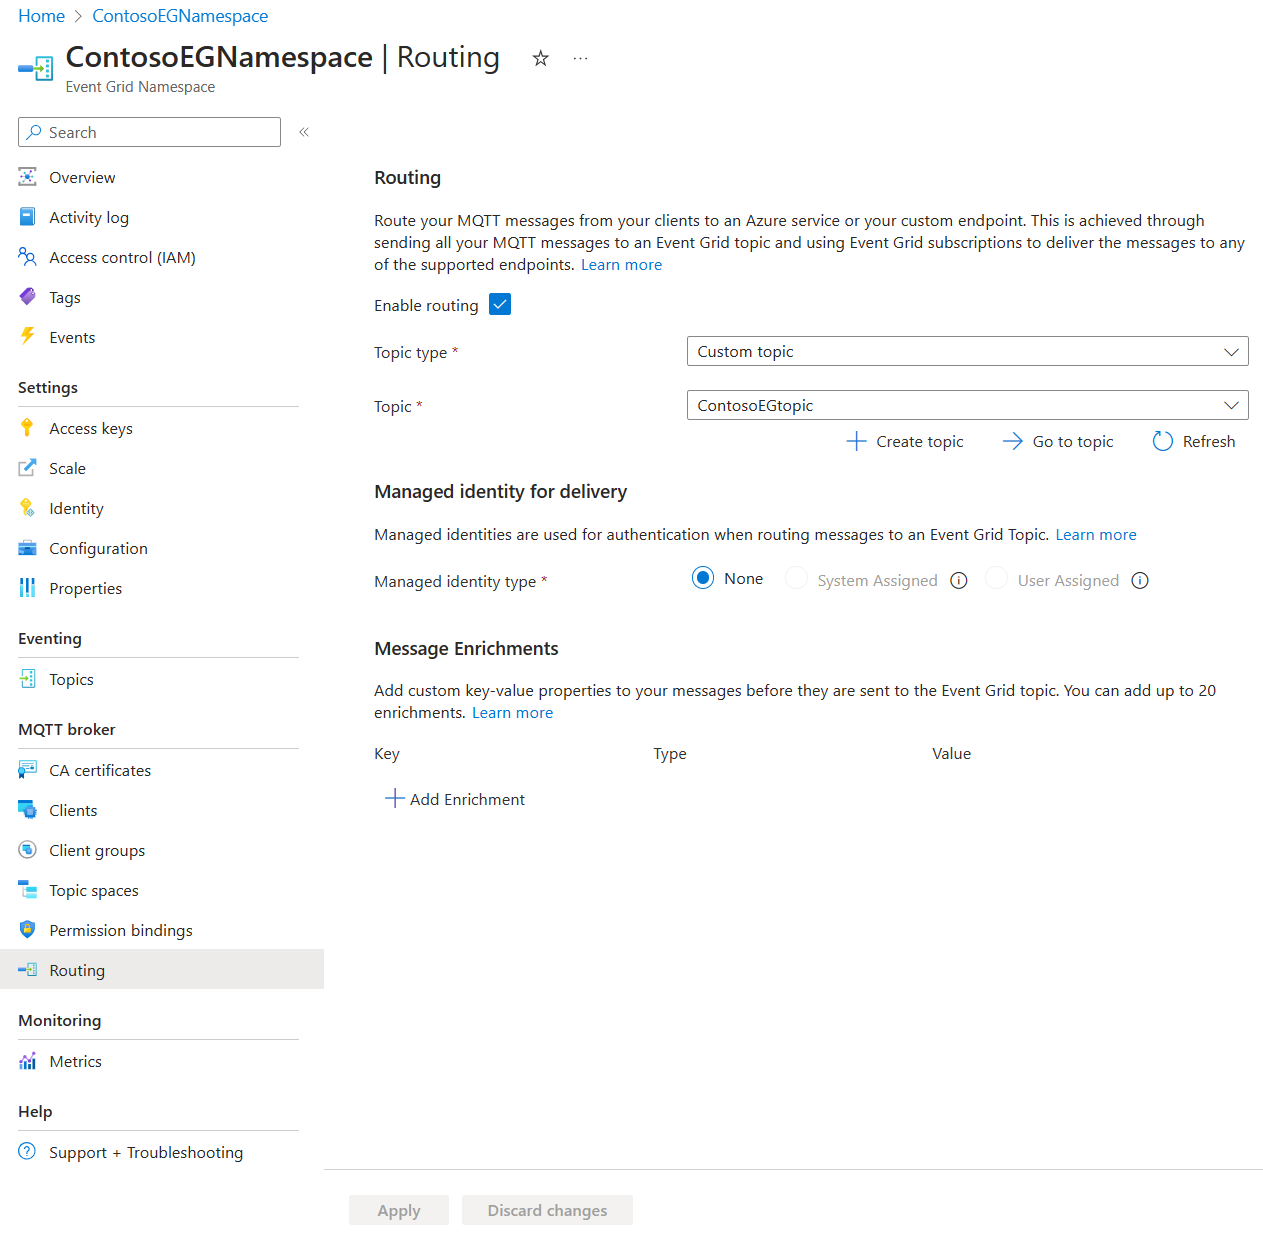 Home > ContosoEGNamespace
ContosoEGNamespace | Routing
Event Grid Namespace
Search
Overview
Activity log
Access control (IAM)
Tags
Events
Settings
Access keys
Scale
Identity
Configuration
Properties
Eventing
Topics
MQTT broker
CA certificates
Clients
Client groups
Topic spaces
Permission bindings
Routing
Monitoring
Metrics
Help
Support + Troubleshooting
Routing
Route your MQTT messages from your clients to an Azure service or your custom endpoint. This is achieved through
sending all your MQTT messages to an Event Grid topic and using Event Grid subscriptions to deliver the messages to any
of the supported endpoints. Learn more
Enable routing
Topic type * Custom topic
Topic * ContosoEGtopic
Create topic Go to topic Refresh
Managed identity for delivery
Managed identities are used for authentication when routing messages to an Event Grid Topic. Learn more
Managed identity type * None System Assigned User Assigned
Message Enrichments
Add custom key-value properties to your messages before they are sent to the Event Grid topic. You can add up to 20
enrichments. Learn more
Key Type Value
Add Enrichment
Apply Discard changes